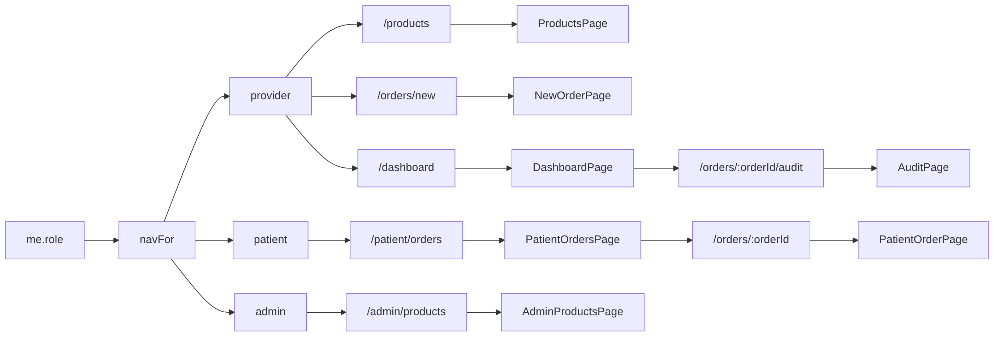 /products
ProductsPage
provider
/orders/new
NewOrderPage
/dashboard
DashboardPage
/orders/:orderId/audit
AuditPage
me.role
navFor
patient
/patient/orders
PatientOrdersPage
/orders/:orderId
PatientOrderPage
admin
/admin/products
AdminProductsPage